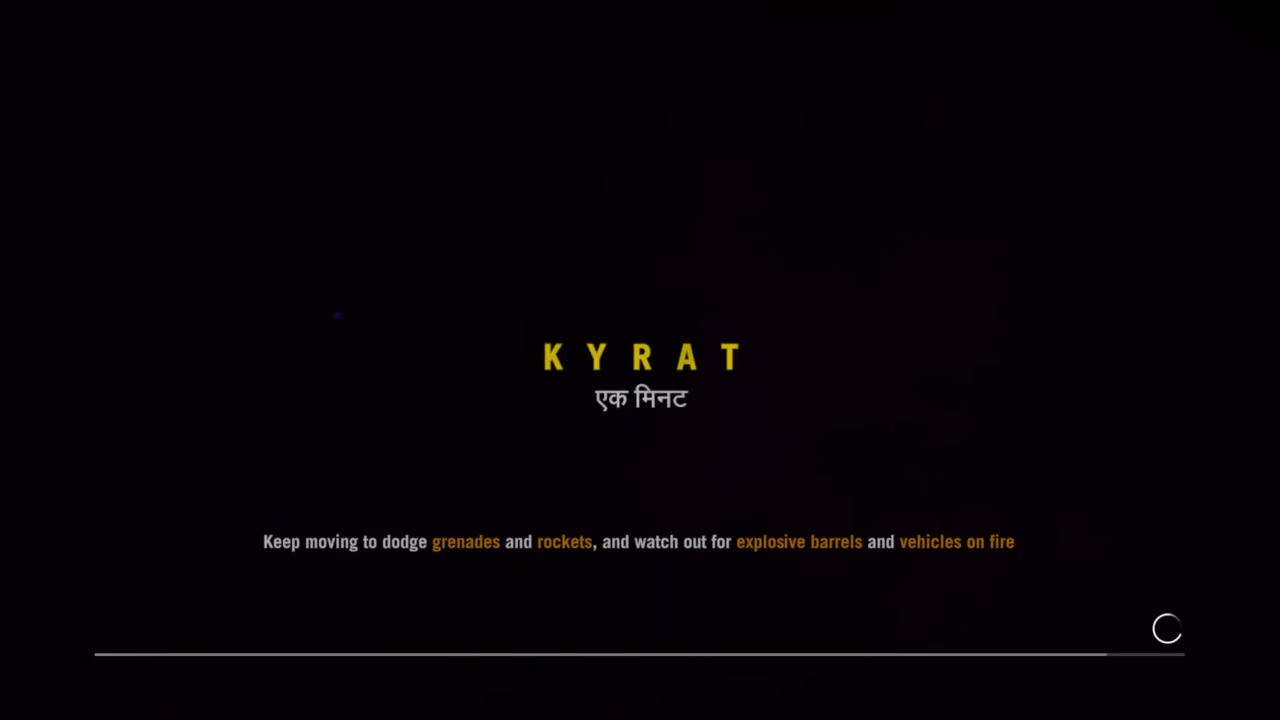 KYRAT
एक मिनट
Keep moving to dodge grenades and rockets, and watch out for explosive barrels and vehicles on fire